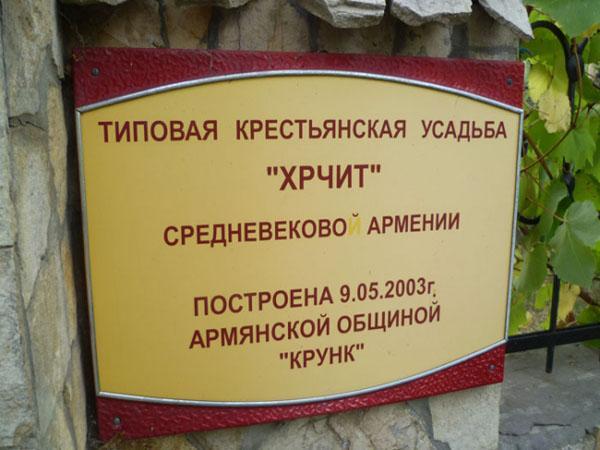 ТИПОВАЯ КРЕСТЬЯНСКАЯ УСАДЬБА
"ХРЧИТ"
СРЕДНЕВЕКОВОЙ АРМЕНИИ
ПОСТРОЕНА 9.05.2003г.
АРМЯНСКОЙ ОБЩИНОЙ
"КРУНК"